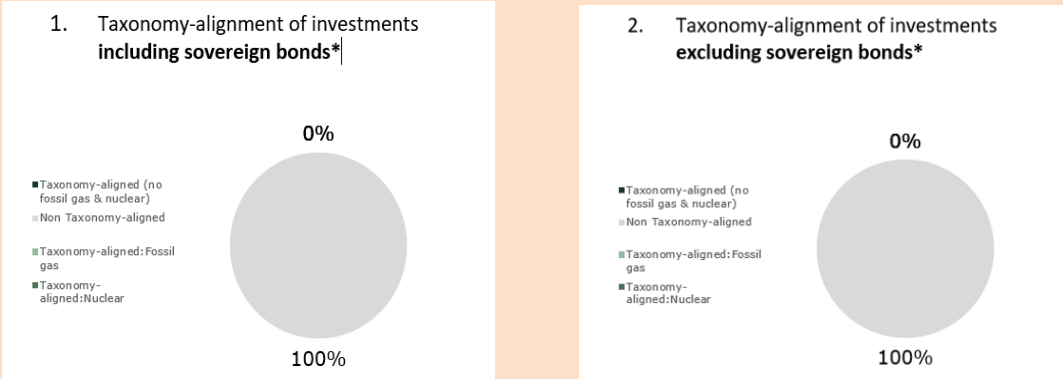 1. Taxonomy-alignment of investments
including sovereign bonds*
0%
Taxonomy-aligned (no
fossil gas & nuclear)
Non Taxonomy-aligned
Taxonomy-aligned:Fossil
gas
Taxonomy-
aligned:Nuclear
100%
2. Taxonomy-alignment of investments
excluding sovereign bonds*
0%
Taxonomy-aligned (no
fossil gas & nuclear)
Non Taxonomy-aligned
Taxonomy-aligned:Fossil
gas
Taxonomy-
aligned:Nuclear
100%